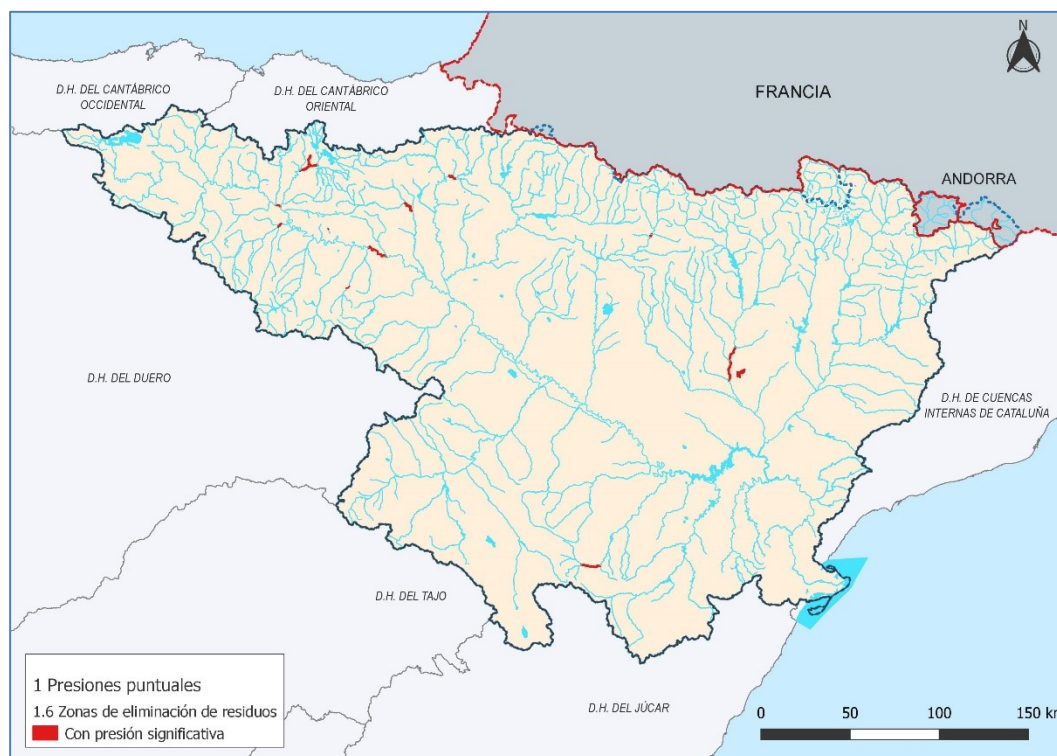 N
D.H. DEL CANTÁBRICO
OCCIDENTAL
D.H. DEL CANTÁBRICO
ORIENTAL
FRANCIA
ANDORRA
D.H. DEL DUERO
D.H. DE CUENCAS
INTERNAS DE CATALUÑA
D.H. DEL TAJO
D.H. DEL JÚCAR
1 Presiones puntuales
1.6 Zonas de eliminación de residuos
Con presión significativa
0 50 100 150 km